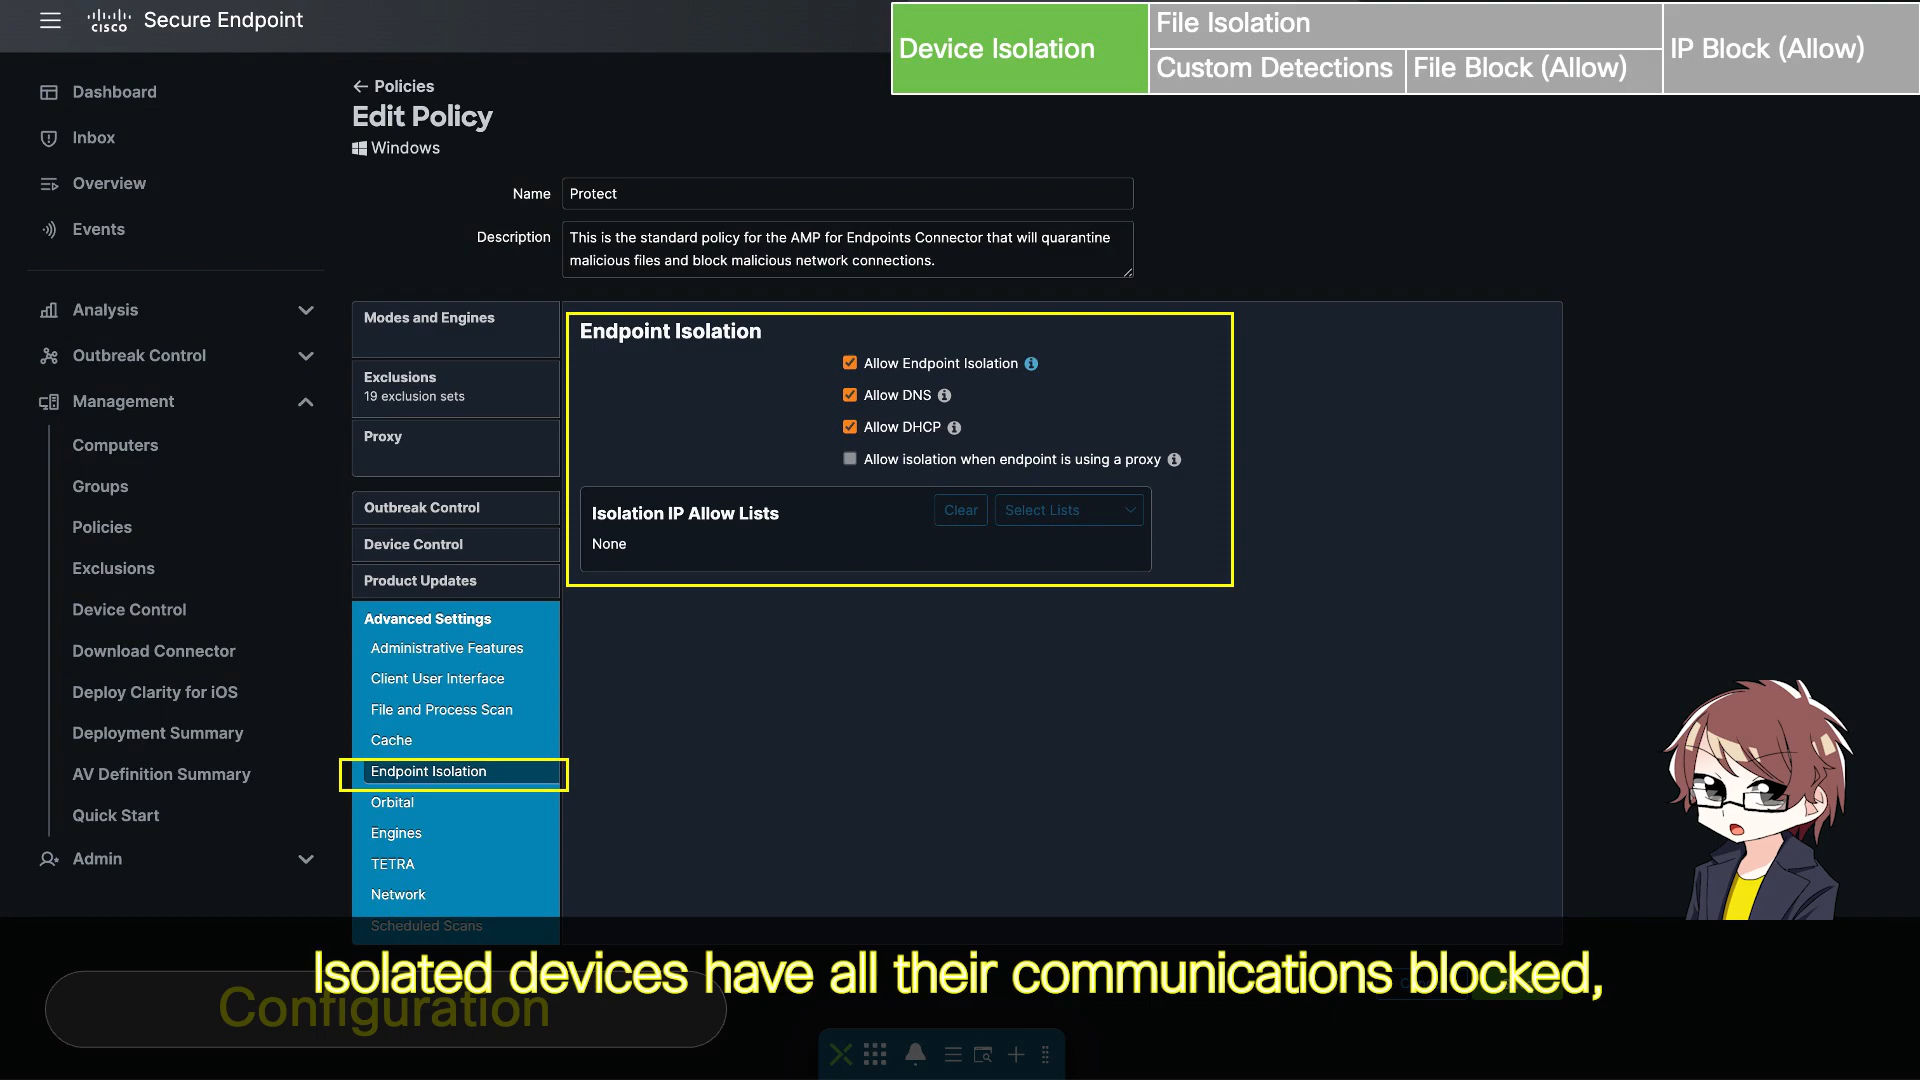 cisco Secure Endpoint
Device Isolation
File Isolation
Custom Detections
File Block (Allow)
IP Block (Allow)
Dashboard
Inbox
Overview
Events
Analysis
Outbreak Control
Management
Computers
Groups
Policies
Exclusions
Device Control
Download Connector
Deploy Clarity for iOS
Deployment Summary
AV Definition Summary
Quick Start
Admin
← Policies
Edit Policy
Windows
Name
Protect
Description
This is the standard policy for the AMP for Endpoints Connector that will quarantine
malicious files and block malicious network connections.
Modes and Engines
Exclusions
19 exclusion sets
Proxy
Outbreak Control
Device Control
Product Updates
Advanced Settings
Administrative Features
Client User Interface
File and Process Scan
Cache
Endpoint Isolation
Orbital
Engines
TETRA
Network
Scheduled Scans
Endpoint Isolation
Allow Endpoint Isolation
Allow DNS
Allow DHCP
Allow isolation when endpoint is using a proxy
Isolation IP Allow Lists
Clear
Select Lists
None
Isolated devices have all their communications blocked,
Configuration